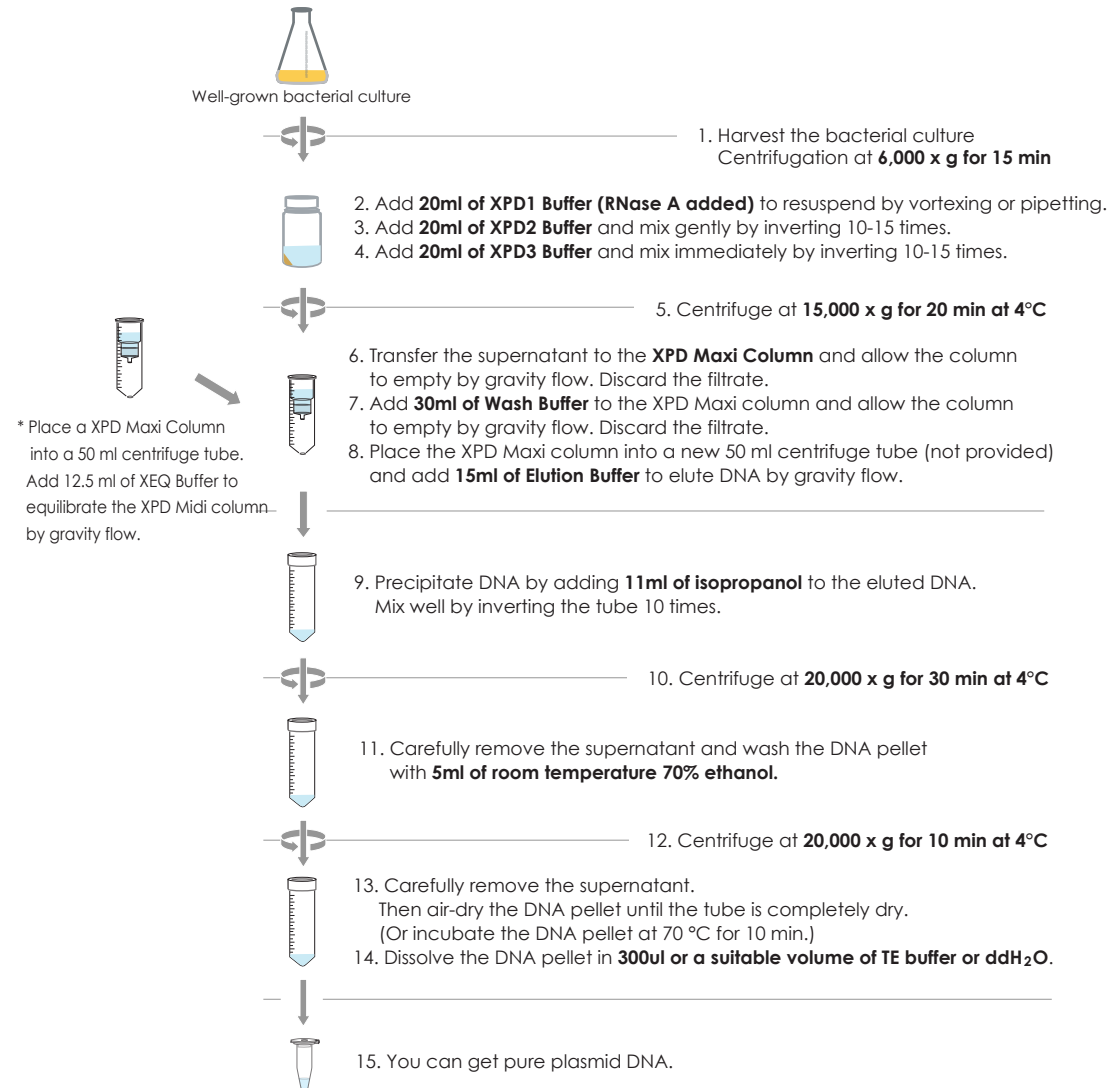 Well-grown bacterial culture
1. Harvest the bacterial culture
Centrifugation at 6,000 x g for 15 min
2. Add 20ml of XPD1 Buffer (RNase A added) to resuspend by vortexing or pipetting.
3. Add 20ml of XPD2 Buffer and mix gently by inverting 10-15 times.
4. Add 20ml of XPD3 Buffer and mix immediately by inverting 10-15 times.
5. Centrifuge at 15,000 x g for 20 min at 4°C
* Place a XPD Maxi Column
into a 50 ml centrifuge tube.
Add 12.5 ml of XEQ Buffer to
equilibrate the XPD Midi column
by gravity flow.
6. Transfer the supernatant to the XPD Maxi Column and allow the column
to empty by gravity flow. Discard the filtrate.
7. Add 30ml of Wash Buffer to the XPD Maxi column and allow the column
to empty by gravity flow. Discard the filtrate.
8. Place the XPD Maxi column into a new 50 ml centrifuge tube (not provided)
and add 15ml of Elution Buffer to elute DNA by gravity flow.
9. Precipitate DNA by adding 11ml of isopropanol to the eluted DNA.
Mix well by inverting the tube 10 times.
10. Centrifuge at 20,000 x g for 30 min at 4°C
11. Carefully remove the supernatant and wash the DNA pellet
with 5ml of room temperature 70% ethanol.
12. Centrifuge at 20,000 x g for 10 min at 4°C
13. Carefully remove the supernatant.
Then air-dry the DNA pellet until the tube is completely dry.
(Or incubate the DNA pellet at 70 °C for 10 min.)
14. Dissolve the DNA pellet in 300ul or a suitable volume of TE buffer or ddH₂O.
15. You can get pure plasmid DNA.